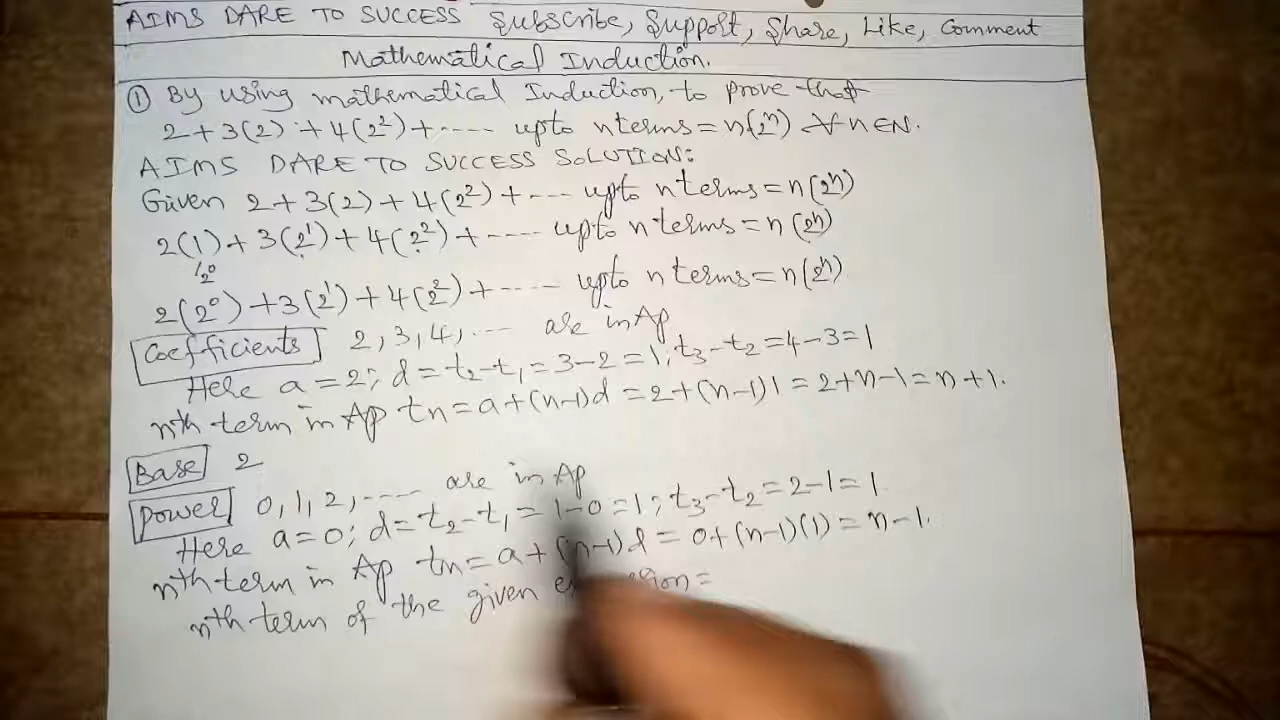 AIMS DARE TO SUCCESS Subscribe, Support, Share, Like, Comment
Mathematical Induction.
① By using mathematical Induction, to prove that
2+3(2)+4(2²)+---- upto n terms = n(2ⁿ) ∀ n∈N.
AIMS DARE TO SUCCESS SOLUTION:
Given 2+3(2)+4(2²)+---- upto n terms = n(2ⁿ)
2(1)+3(2¹)+4(2²)+---- upto n terms = n(2ⁿ)
2(2⁰)+3(2¹)+4(2²)+---- upto n terms = n(2ⁿ)
Coefficients 2, 3, 4, ---- are in AP
Here a=2; d=t₂-t₁=3-2=1; t₃-t₂=4-3=1
nth term in AP tn=a+(n-1)d=2+(n-1)1=2+n-1=n+1.
Base 2
Power 0, 1, 2, ---- are in AP
Here a=0; d=t₂-t₁=1-0=1; t₃-t₂=2-1=1
nth term in AP tn=a+(n-1)d=0+(n-1)(1)=n-1.
nth term of the given =